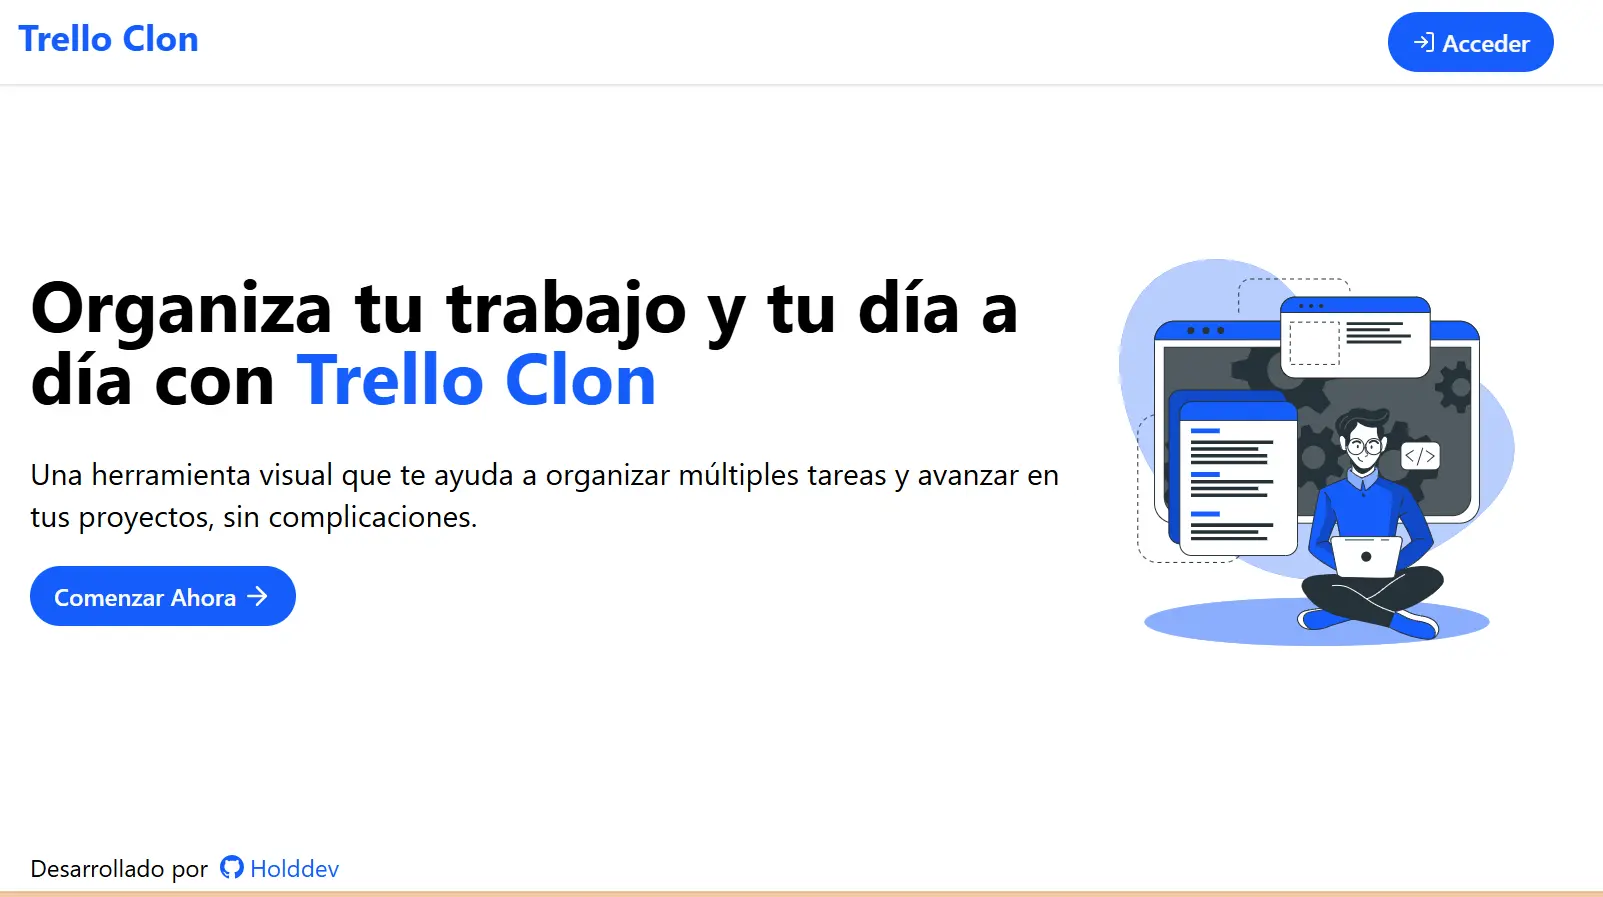 Trello Clon
Acceder
Organiza tu trabajo y tu día a
día con Trello Clon
Una herramienta visual que te ayuda a organizar múltiples tareas y avanzar en
tus proyectos, sin complicaciones.
</>
Comenzar Ahora
Desarrollado por Holddev